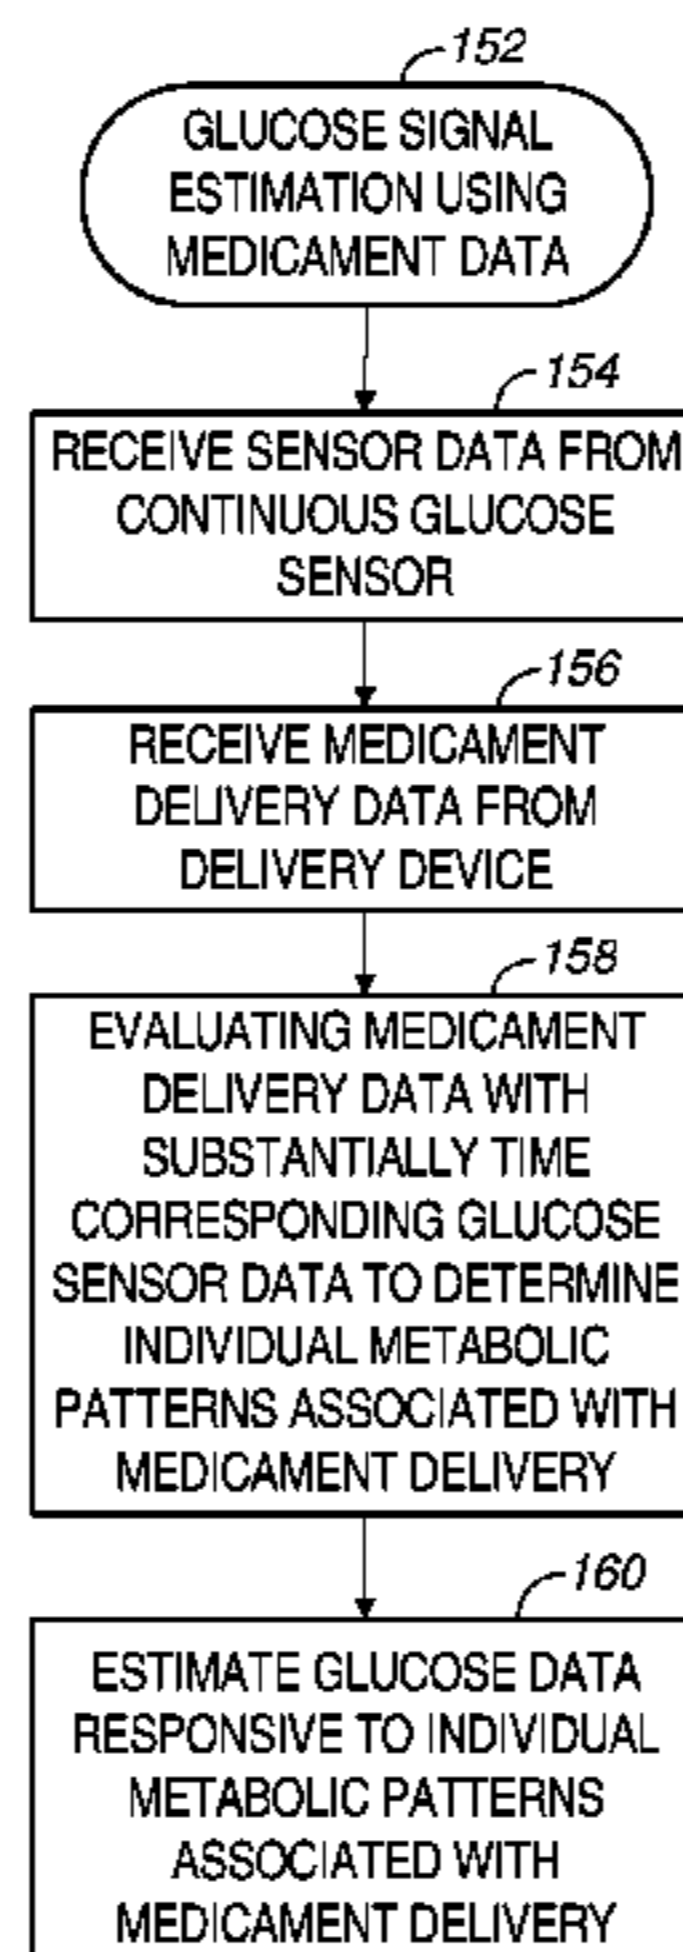 152
GLUCOSE SIGNAL
ESTIMATION USING
MEDICAMENT DATA
154
RECEIVE SENSOR DATA FROM
CONTINUOUS GLUCOSE
SENSOR
156
RECEIVE MEDICAMENT
DELIVERY DATA FROM
DELIVERY DEVICE
158
EVALUATING MEDICAMENT
DELIVERY DATA WITH
SUBSTANTIALLY TIME
CORRESPONDING GLUCOSE
SENSOR DATA TO DETERMINE
INDIVIDUAL METABOLIC
PATTERNS ASSOCIATED WITH
MEDICAMENT DELIVERY
160
ESTIMATE GLUCOSE DATA
RESPONSIVE TO INDIVIDUAL
METABOLIC PATTERNS
ASSOCIATED WITH
MEDICAMENT DELIVERY